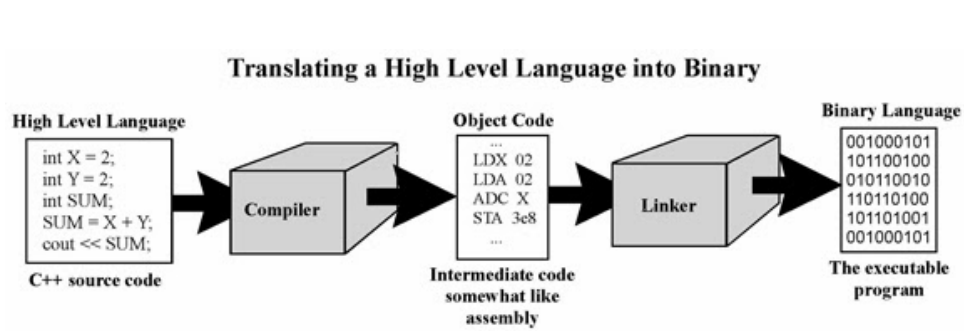 Translating a High Level Language into Binary
High Level Language
int X = 2;
int Y = 2;
int SUM;
SUM = X + Y;
cout << SUM;
C++ source code
Compiler
Object Code
...
LDX 02
LDA 02
ADC X
STA 3e8
...
Intermediate code
somewhat like
assembly
Linker
Binary Language
001000101
101100100
010110010
110110100
101101001
001000101
The executable
program